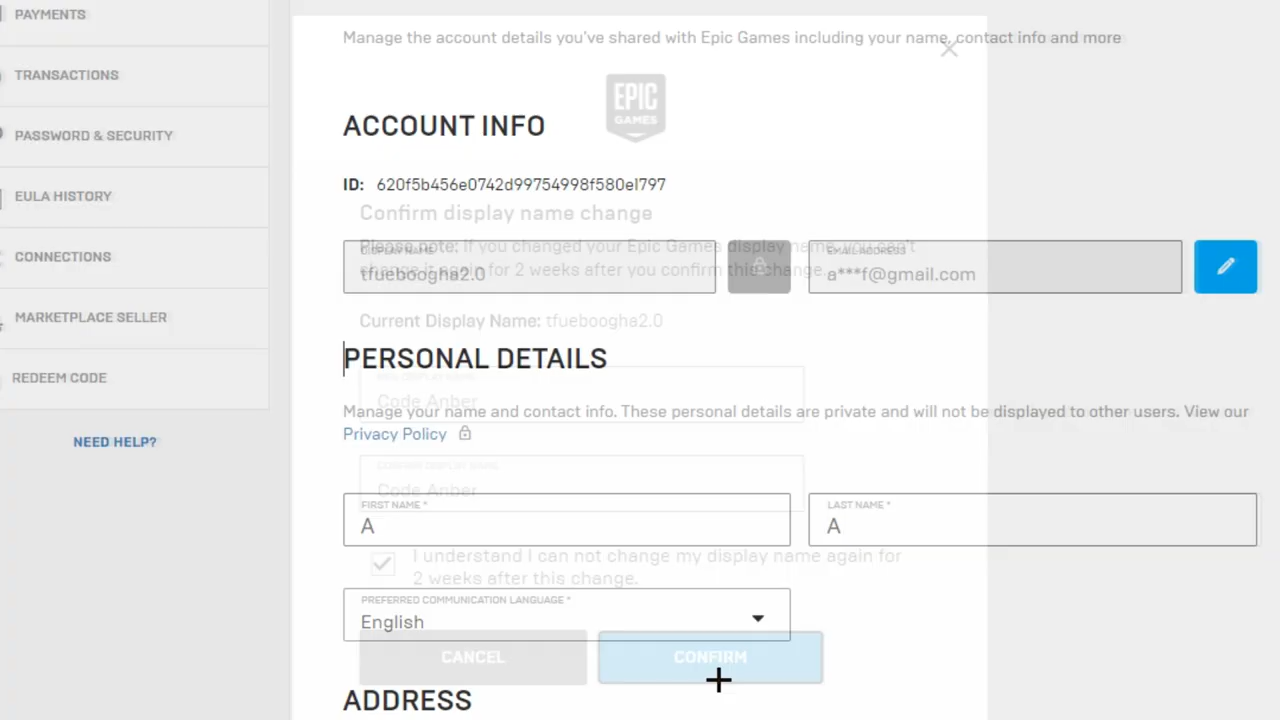 PAYMENTS
TRANSACTIONS
PASSWORD & SECURITY
EULA HISTORY
CONNECTIONS
MARKETPLACE SELLER
REDEEM CODE
NEED HELP?
Manage the account details you've shared with Epic Games including your name, contact info and more
EPIC
GAMES
ACCOUNT INFO
ID: 620f5b456e0742d99754998f580e1797
Confirm display name change
Please note: If you changed your Epic Games display name, you can't
change it again for 2 weeks after you confirm this change.
DISPLAY NAME
tfueboogha2.0
EMAIL ADDRESS
a***f@gmail.com
Current Display Name: tfueboogha2.0
PERSONAL DETAILS
Code Anber
Manage your name and contact info. These personal details are private and will not be displayed to other users. View our
Privacy Policy
CONFIRM DISPLAY NAME
Code Anber
FIRST NAME *
A
LAST NAME *
A
I understand I can not change my display name again for
2 weeks after this change.
PREFERRED COMMUNICATION LANGUAGE *
English
CANCEL
CONFIRM
ADDRESS